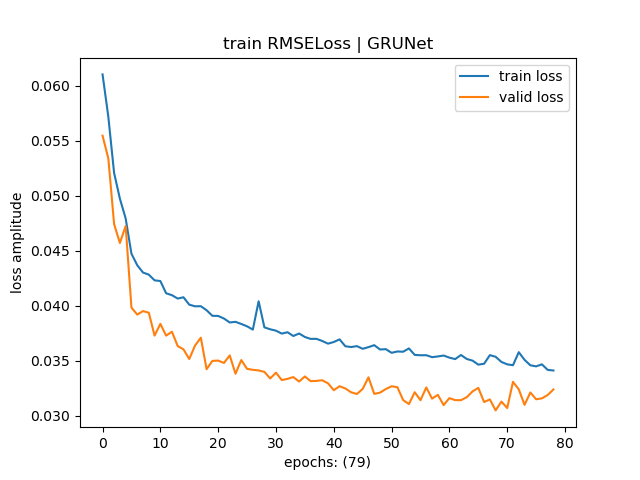 train RMSELoss | GRUNet
train loss
valid loss
loss amplitude
0.060
0.055
0.050
0.045
0.040
0.035
0.030
0 10 20 30 40 50 60 70 80
epochs: (79)